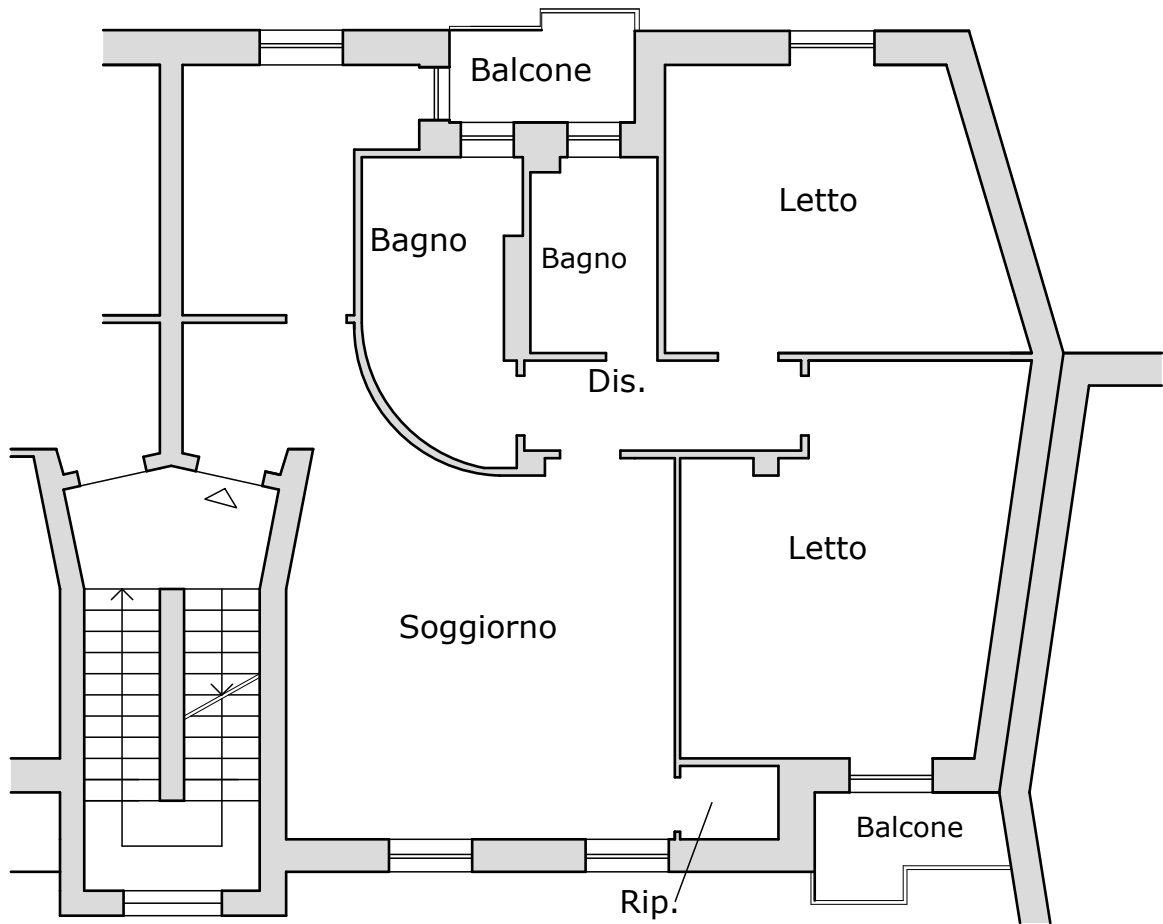 Balcone
Letto
Bagno
Bagno
Dis.
Letto
Soggiorno
Balcone
Rip.